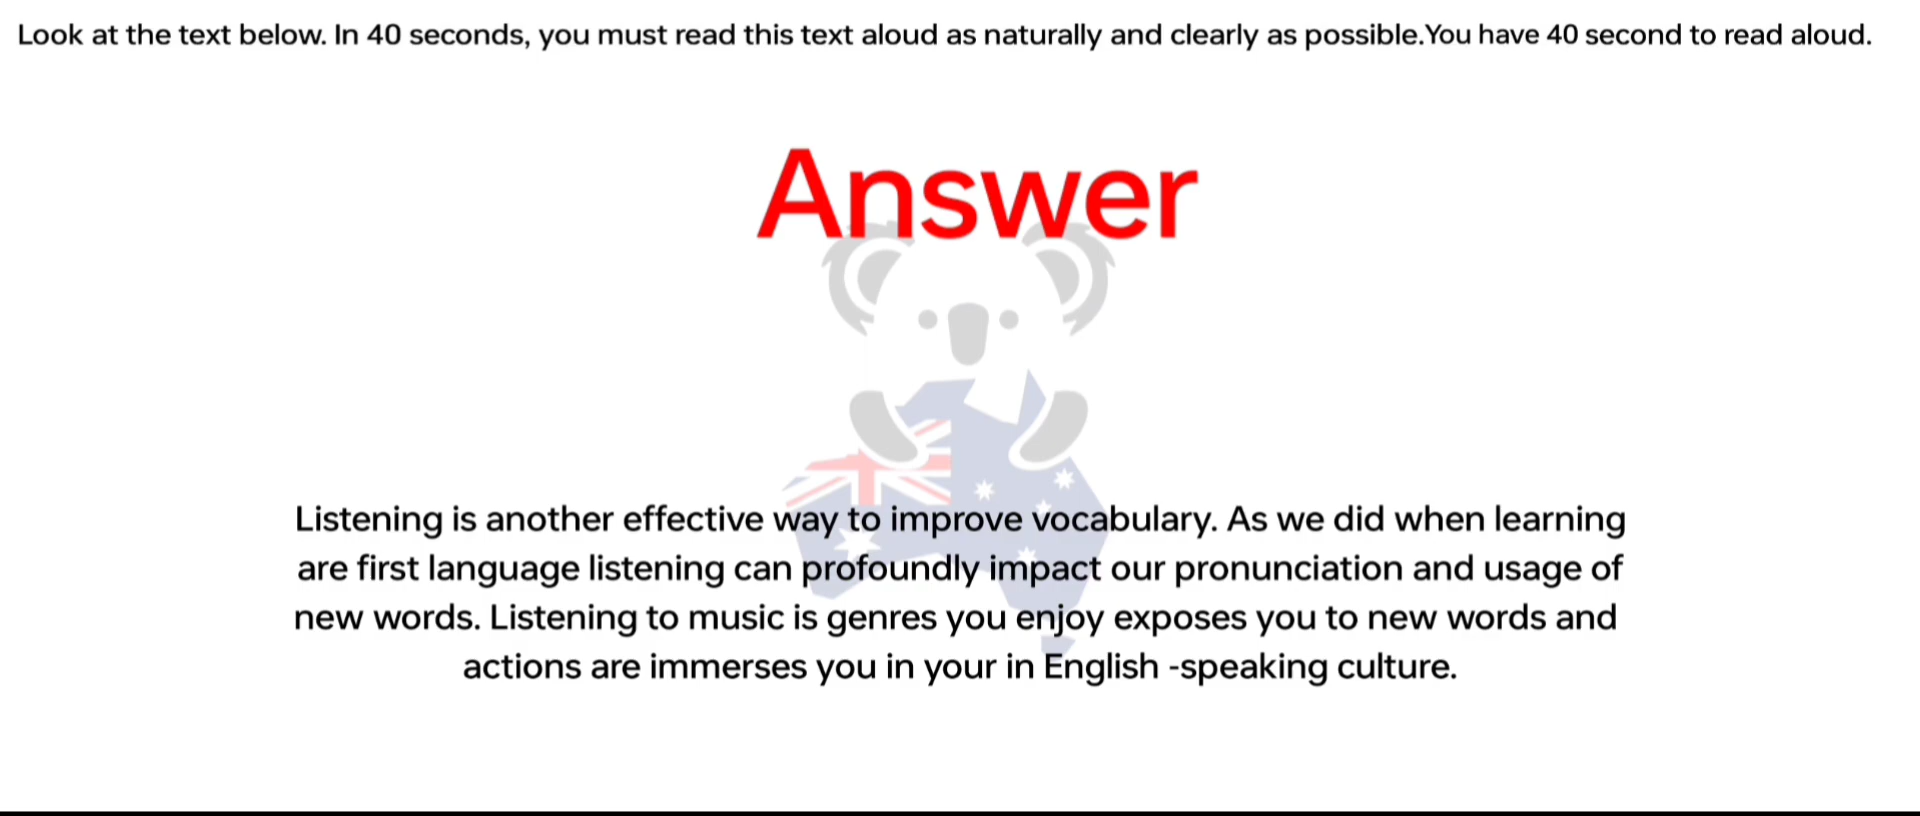 Look at the text below. In 40 seconds, you must read this text aloud as naturally and clearly as possible.You have 40 second to read aloud.
Answer
Listening is another effective way to improve vocabulary. As we did when learning
are first language listening can profoundly impact our pronunciation and usage of
new words. Listening to music is genres you enjoy exposes you to new words and
actions are immerses you in your in English -speaking culture.